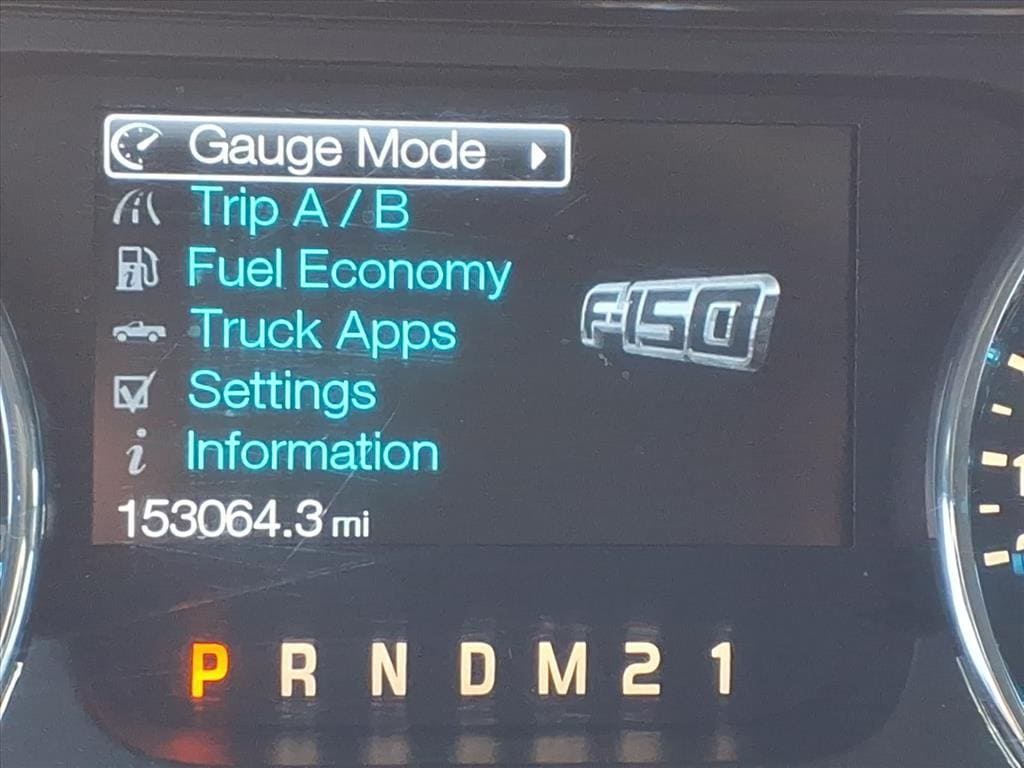 Gauge Mode
Trip A / B
Fuel Economy
F-150
Truck Apps
Settings
Information
153064.3 mi
P R N D M 2 1